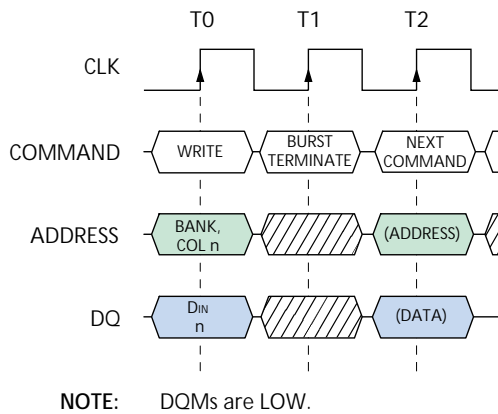 T0 T1 T2
CLK
COMMAND WRITE BURST TERMINATE NEXT COMMAND
ADDRESS BANK, COL n (ADDRESS)
DQ DIN n (DATA)
NOTE: DQMs are LOW.